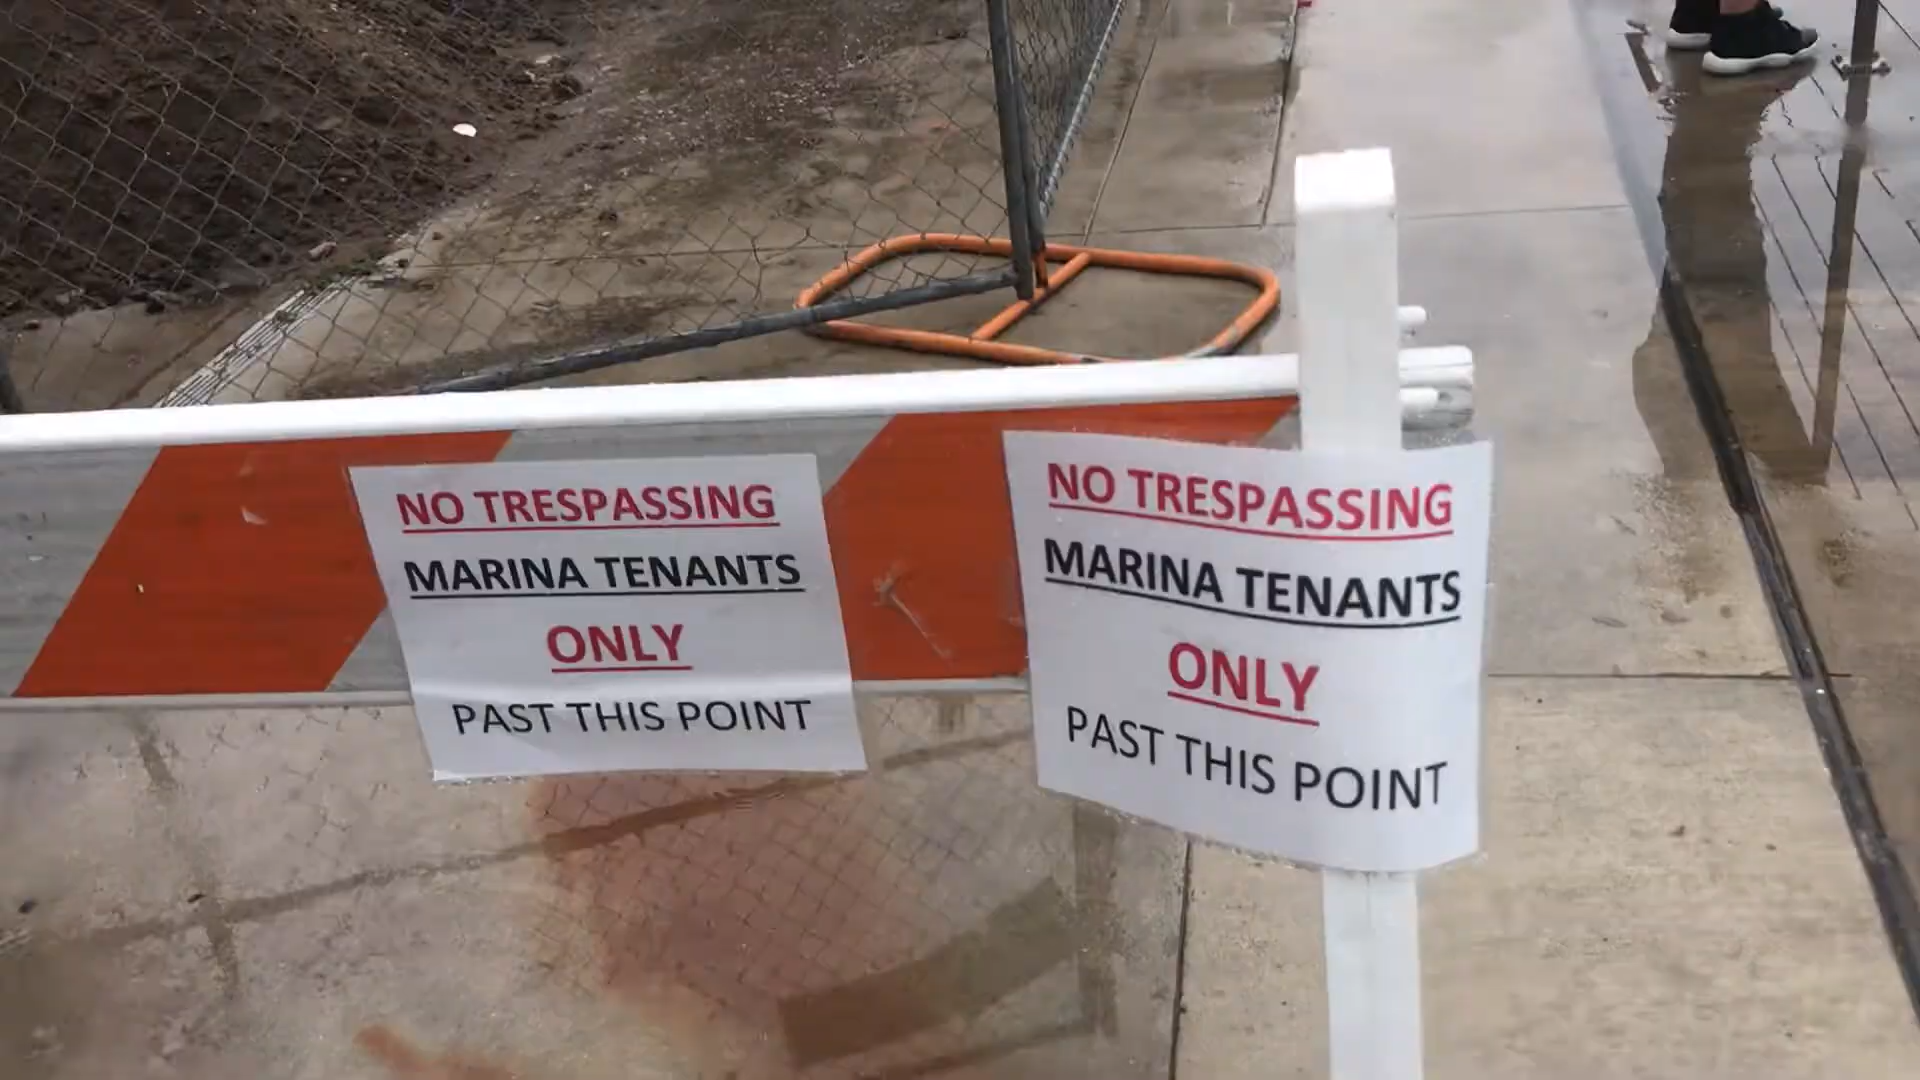 NO TRESPASSING
MARINA TENANTS
ONLY
PAST THIS POINT
NO TRESPASSING
MARINA TENANTS
ONLY
PAST THIS POINT